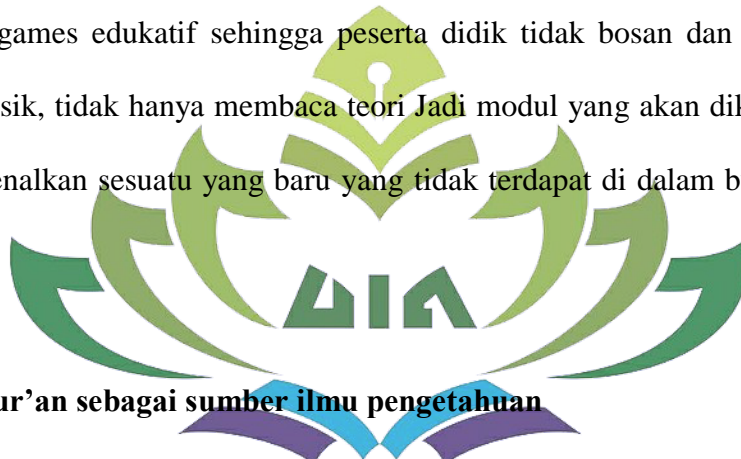 games edukatif sehingga peserta didik tidak bosan dan
sik, tidak hanya membaca teori Jadi modul yang akan dik
enalkan sesuatu yang baru yang tidak terdapat di dalam b
UIN
ur’an sebagai sumber ilmu pengetahuan